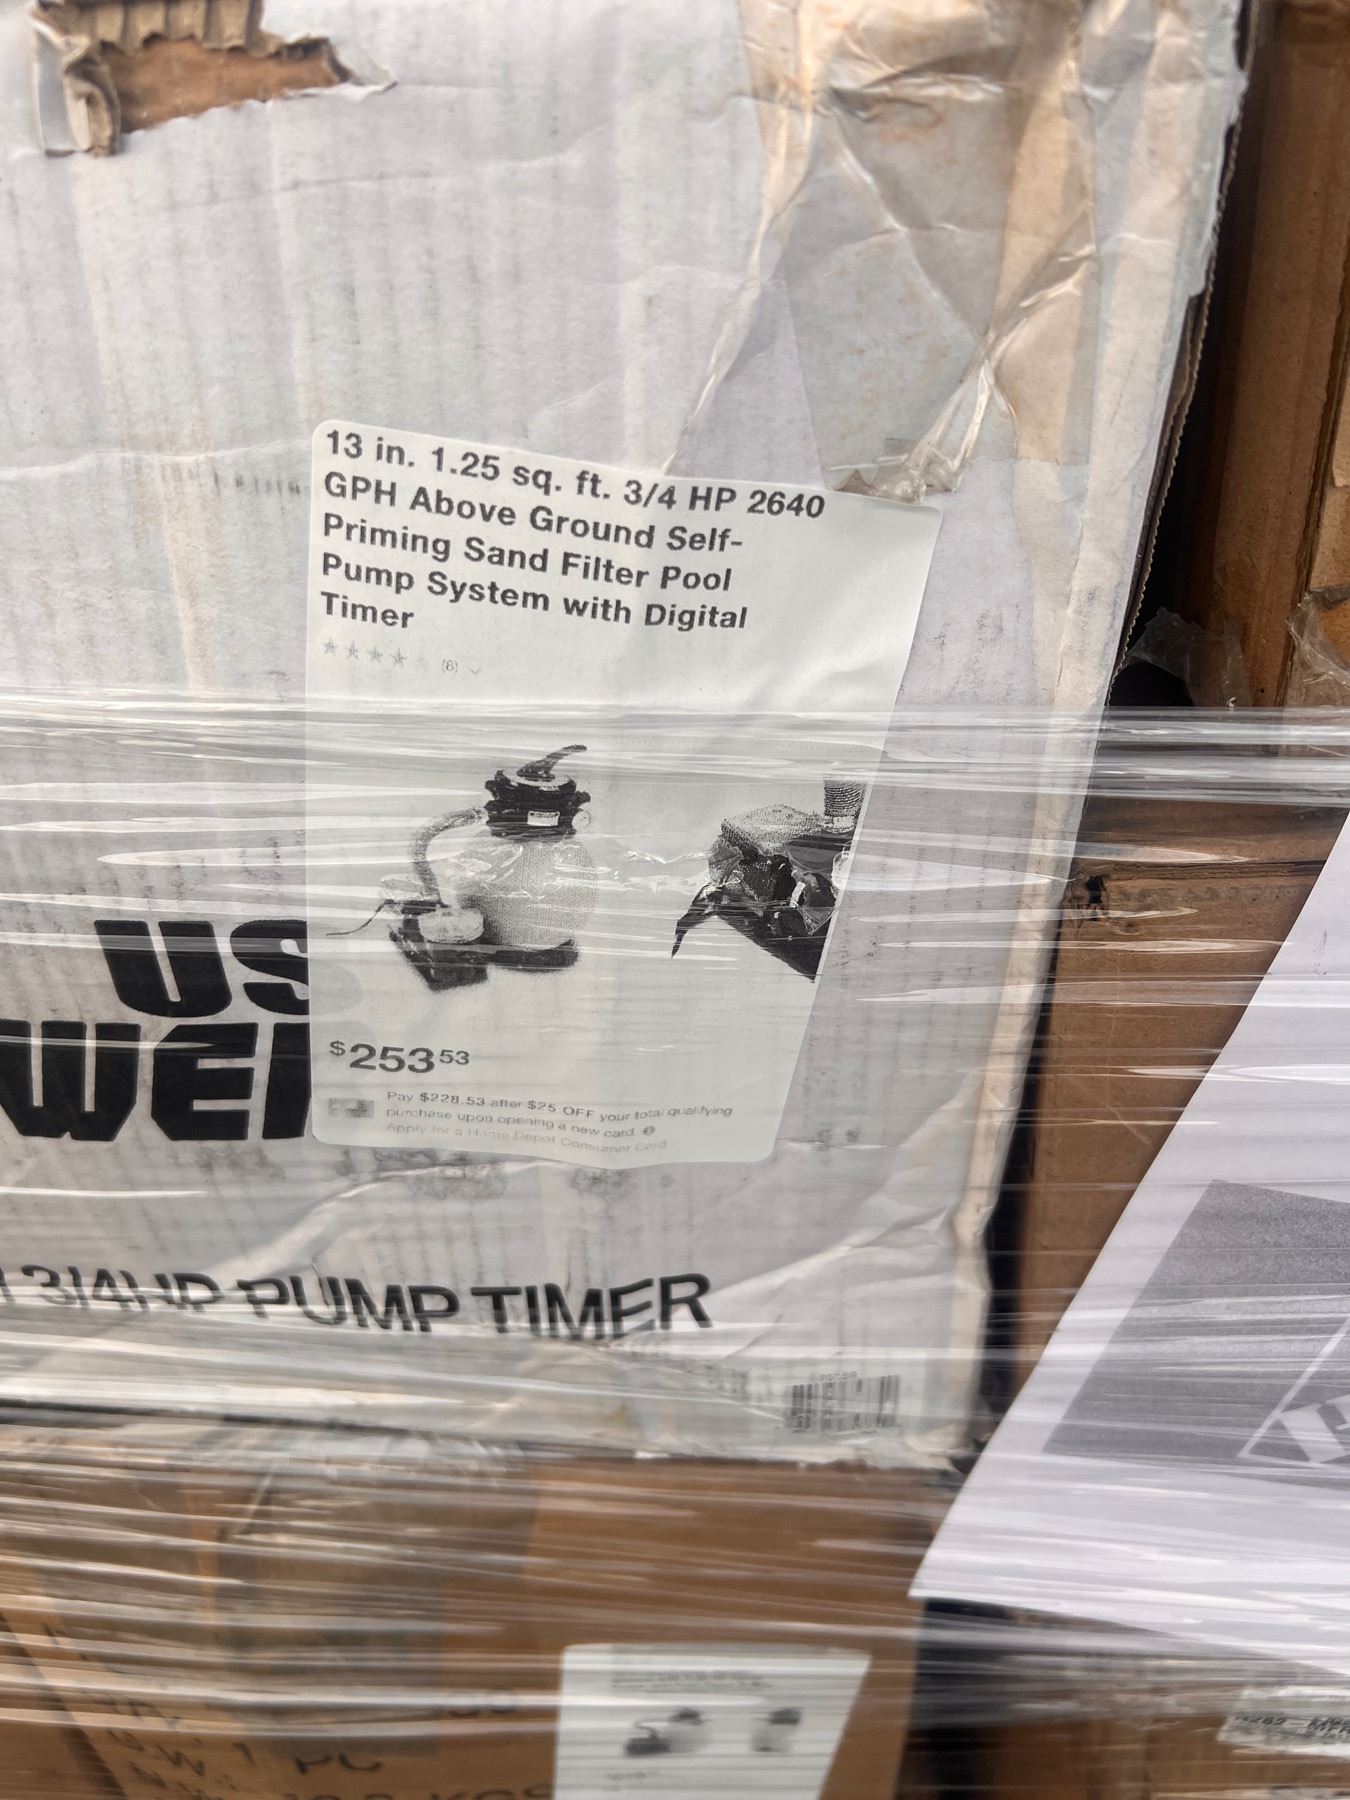 13 in. 1.25 sq. ft. 3/4 HP 2640
GPH Above Ground Self-
Priming Sand Filter Pool
Pump System with Digital
Timer
(8)
US
WE
$253 53
Pay $228.53 after $25 OFF your total qualifying
purchase upon opening a new card.
Apply for a Home Depot Consumer Card
3/4HP PUMP TIMER